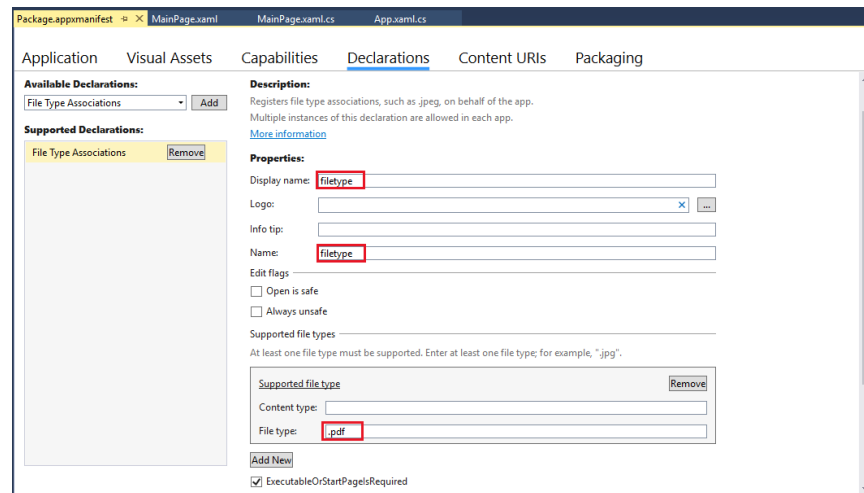 Package.appxmanifest MainPage.xaml MainPage.xaml.cs App.xaml.cs
Application Visual Assets Capabilities Declarations Content URIs Packaging
Available Declarations:
File Type Associations Add
Supported Declarations:
File Type Associations Remove
Description:
Registers file type associations, such as .jpeg, on behalf of the app.
Multiple instances of this declaration are allowed in each app.
More information
Properties:
Display name: filetype
Logo: ...
Info tip:
Name: filetype
Edit flags
Open is safe
Always unsafe
Supported file types
At least one file type must be supported. Enter at least one file type; for example, ".jpg".
Supported file type Remove
Content type:
File type: .pdf
Add New
ExecutableOrStartPageIsRequired